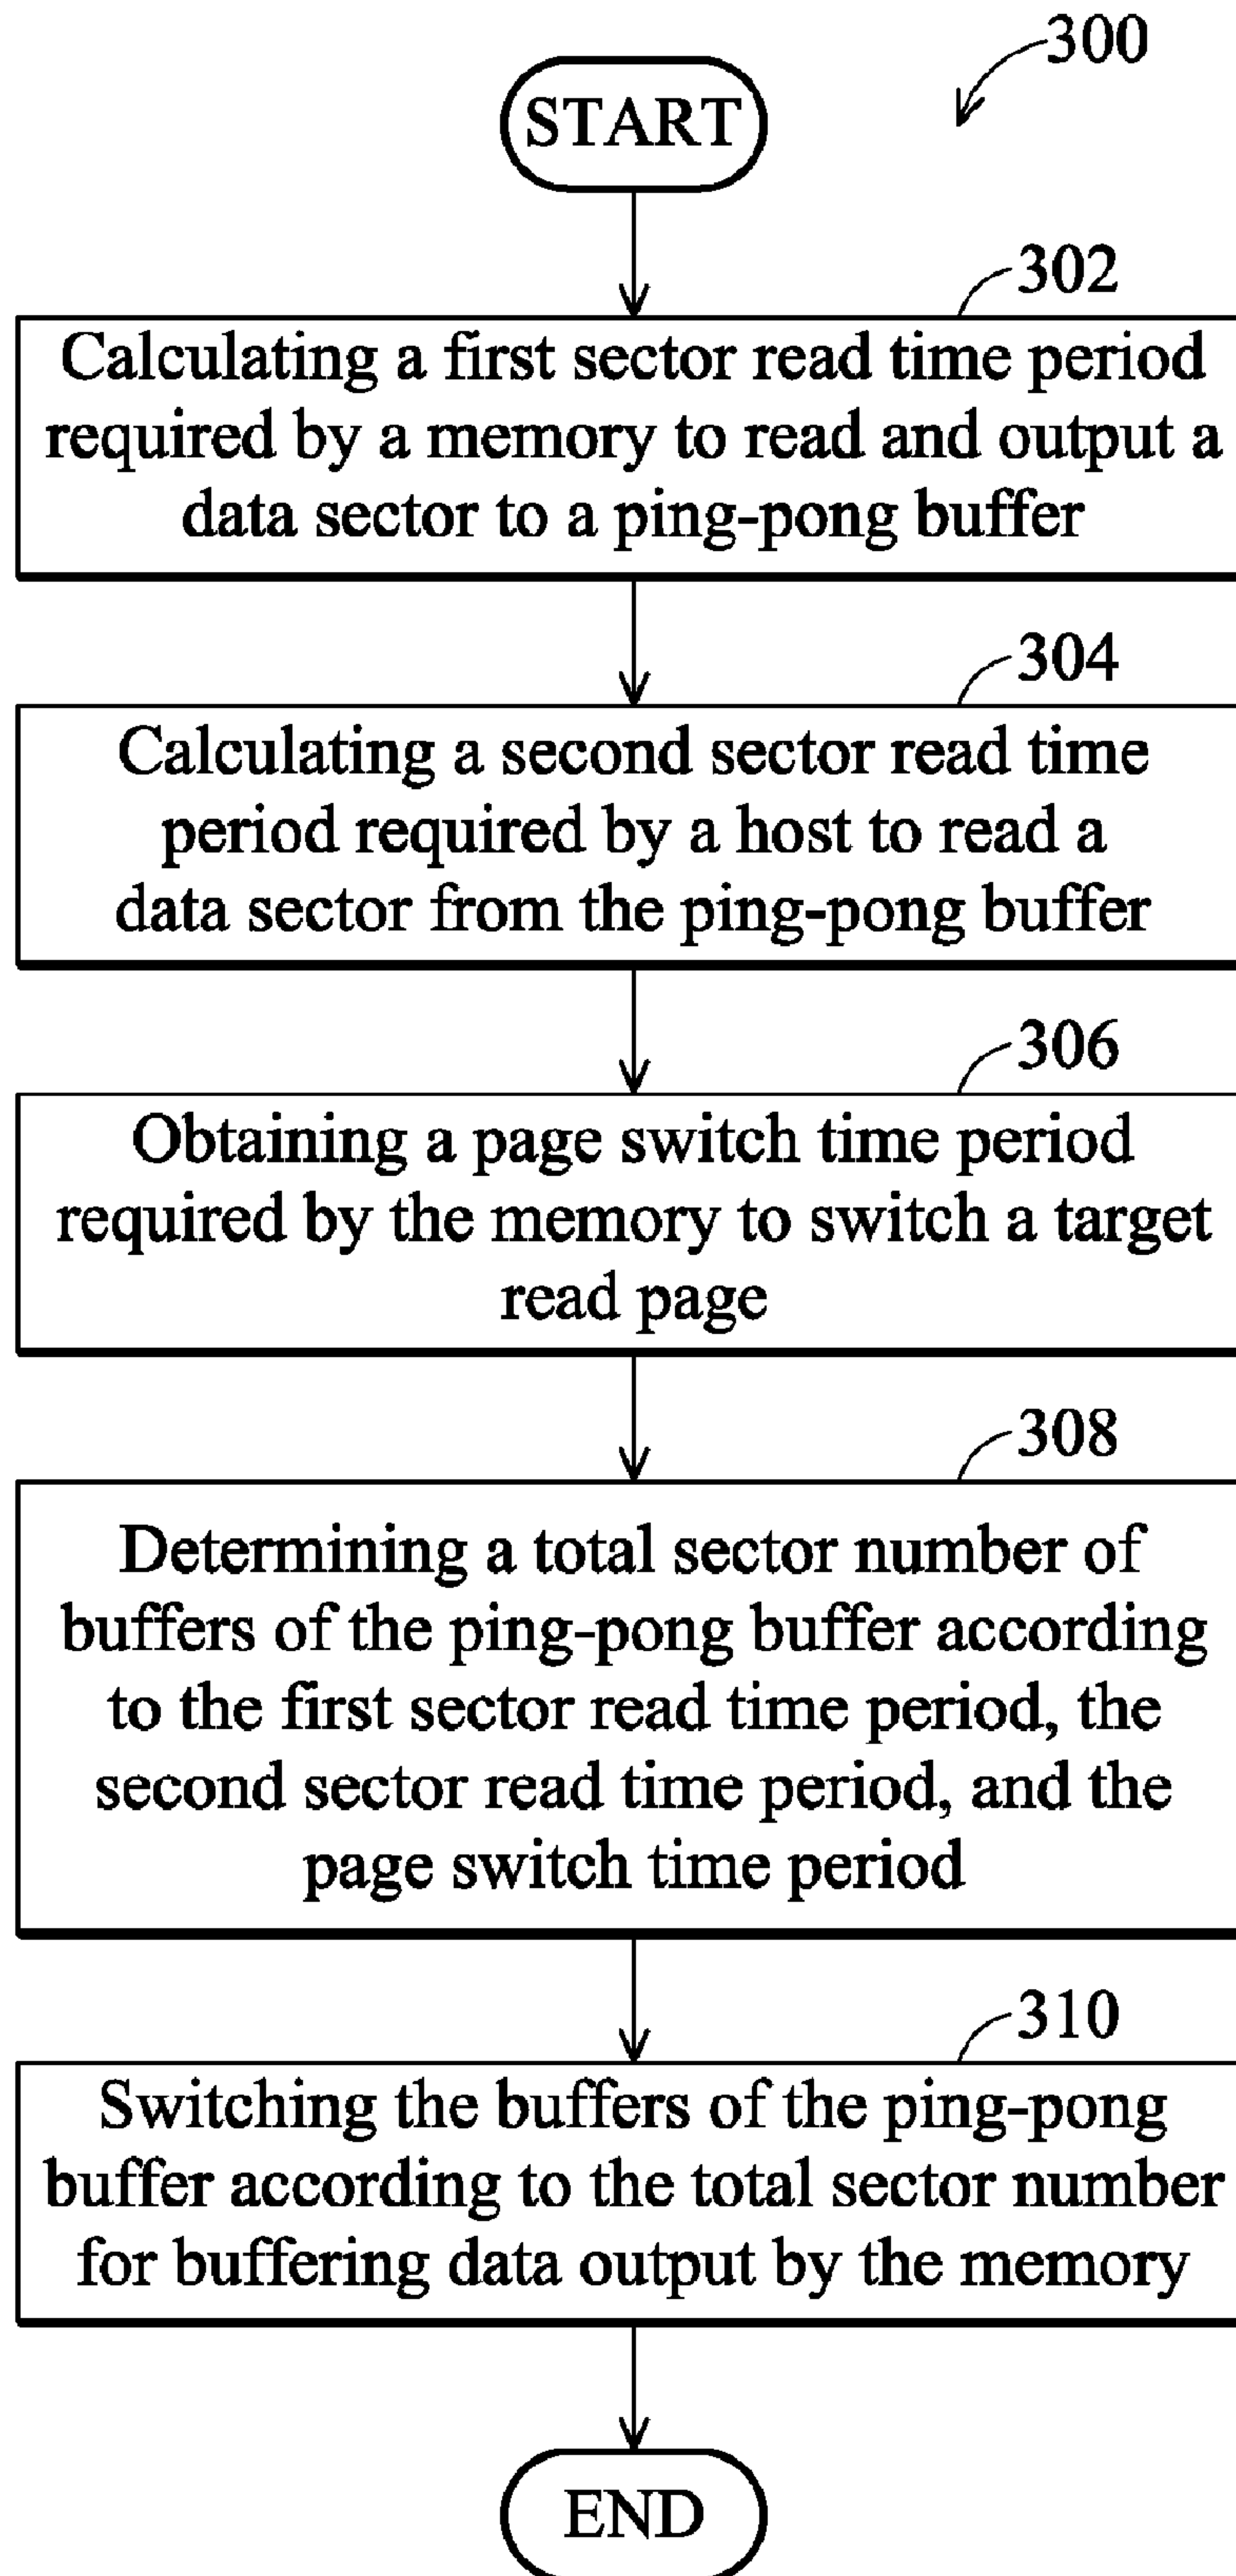 300
START
302
Calculating a first sector read time period
required by a memory to read and output a
data sector to a ping-pong buffer
304
Calculating a second sector read time
period required by a host to read a
data sector from the ping-pong buffer
306
Obtaining a page switch time period
required by the memory to switch a target
read page
308
Determining a total sector number of
buffers of the ping-pong buffer according
to the first sector read time period, the
second sector read time period, and the
page switch time period
310
Switching the buffers of the ping-pong
buffer according to the total sector number
for buffering data output by the memory
END